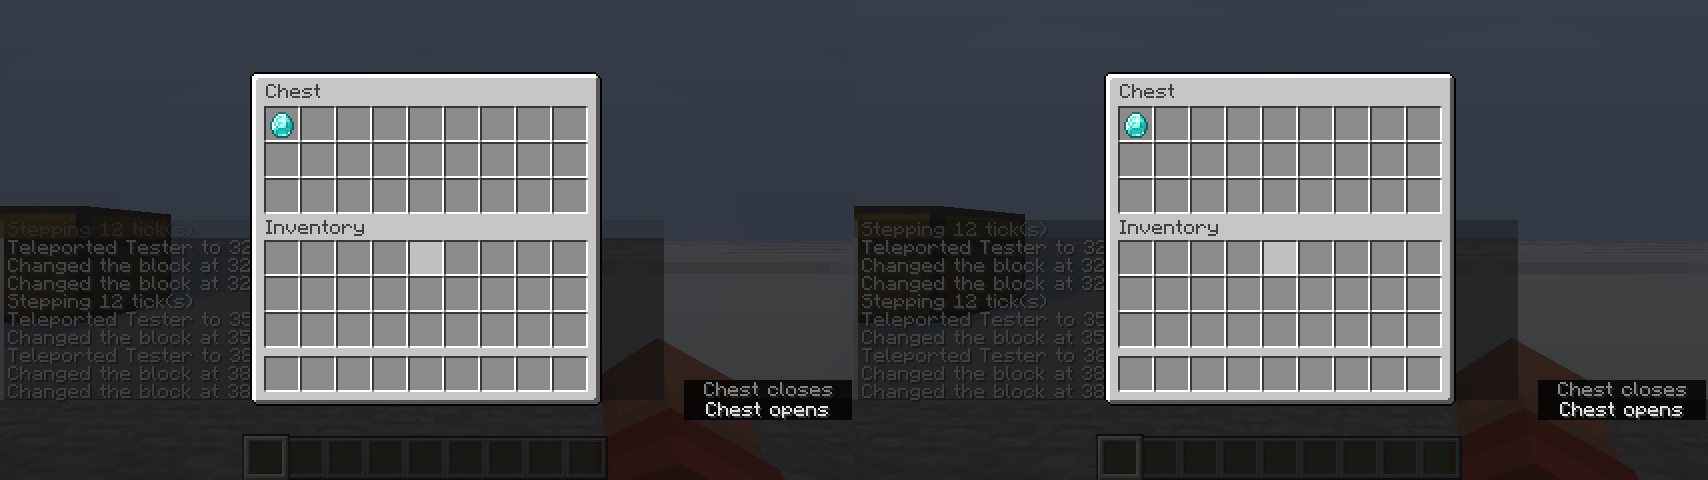 Chest
Inventory
Stepping 12 tick(s)
Teleported Tester to 32
Changed the block at 32
Changed the block at 32
Stepping 12 tick(s)
Teleported Tester to 35
Changed the block at 35
Teleported Tester to 38
Changed the block at 38
Changed the block at 38
Chest closes
Chest opens
Chest
Inventory
Stepping 12 tick(s)
Teleported Tester to 32
Changed the block at 32
Changed the block at 32
Stepping 12 tick(s)
Teleported Tester to 35
Changed the block at 35
Teleported Tester to 38
Changed the block at 38
Changed the block at 38
Chest closes
Chest opens